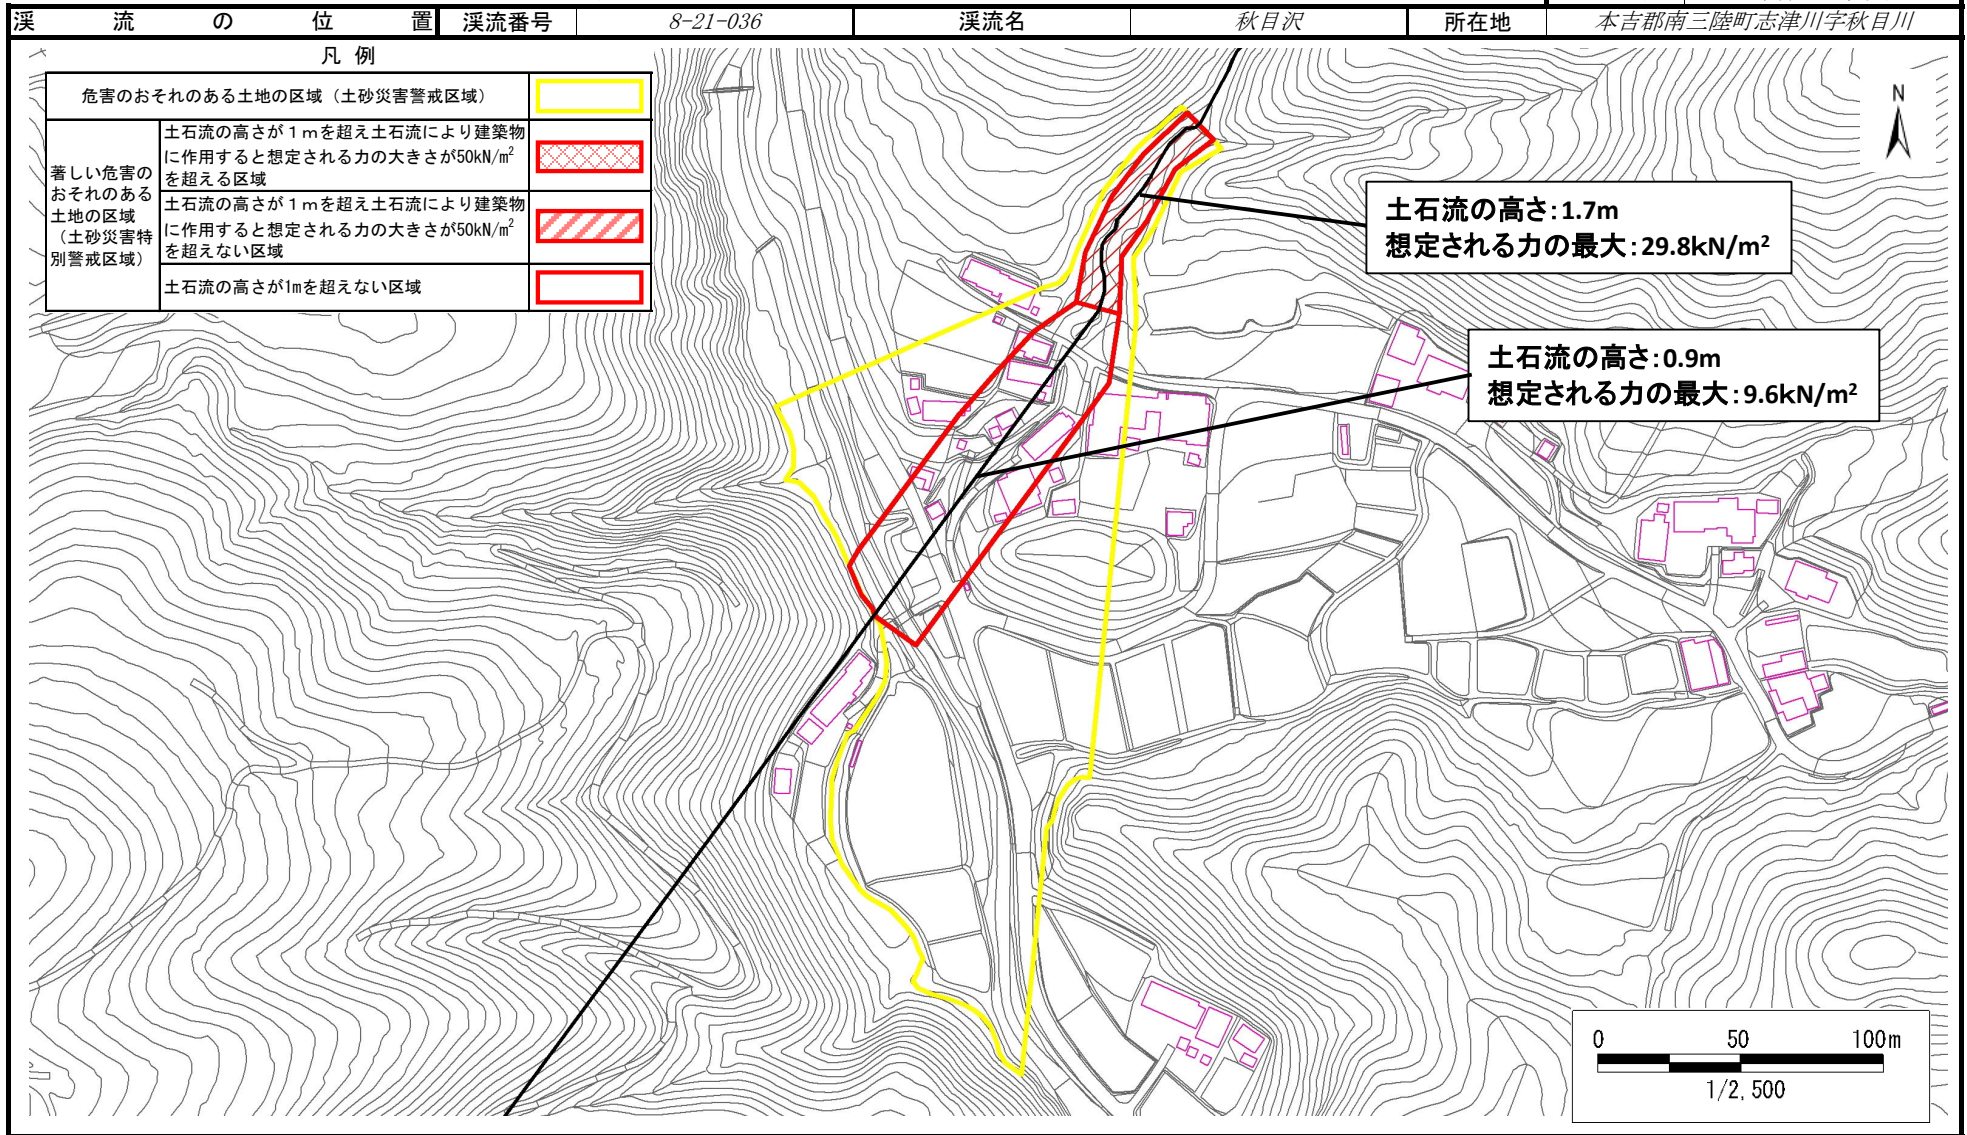 渓流の位置 渓流番号 8-21-036 渓流名 秋目沢 所在地 本吉郡南三陸町志津川字秋目川
凡 例
危害のおそれのある土地の区域（土砂災害警戒区域）
著しい危害の
おそれのある
土地の区域
（土砂災害特
別警戒区域）
土石流の高さが１ｍを超え土石流により建築物
に作用すると想定される力の大きさが50kN/m²
を超える区域
土石流の高さが１ｍを超え土石流により建築物
に作用すると想定される力の大きさが50kN/m²
を超えない区域
土石流の高さが1mを超えない区域
N
土石流の高さ：1.7m
想定される力の最大：29.8kN/m²
土石流の高さ：0.9m
想定される力の最大：9.6kN/m²
0 50 100m
1/2,500